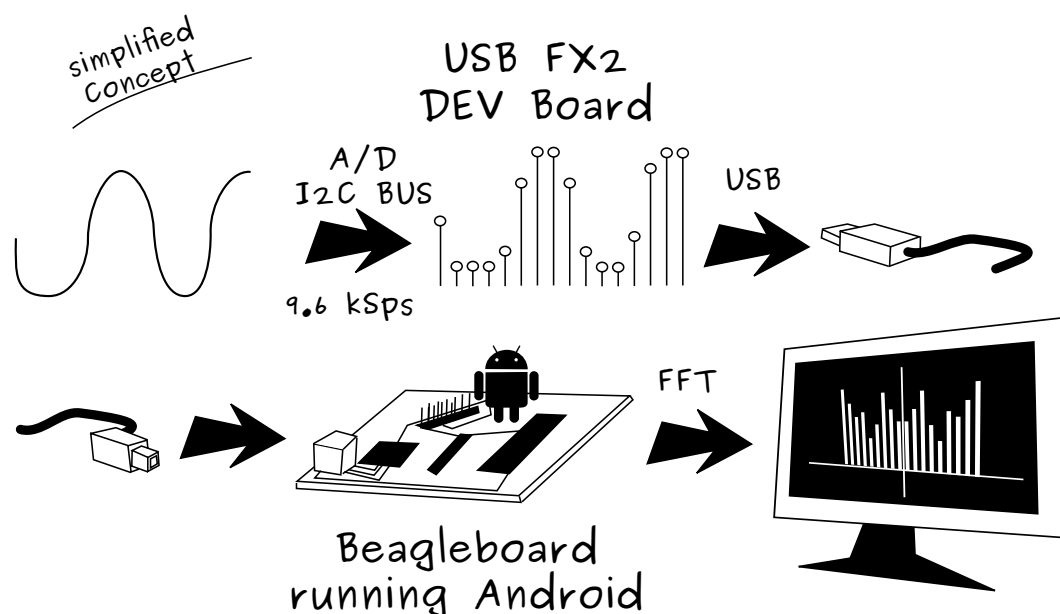 simplified
Concept
USB FX2
DEV Board
A/D
I2C BUS
9.6 kSps
USB
FFT
Beagleboard
running Android